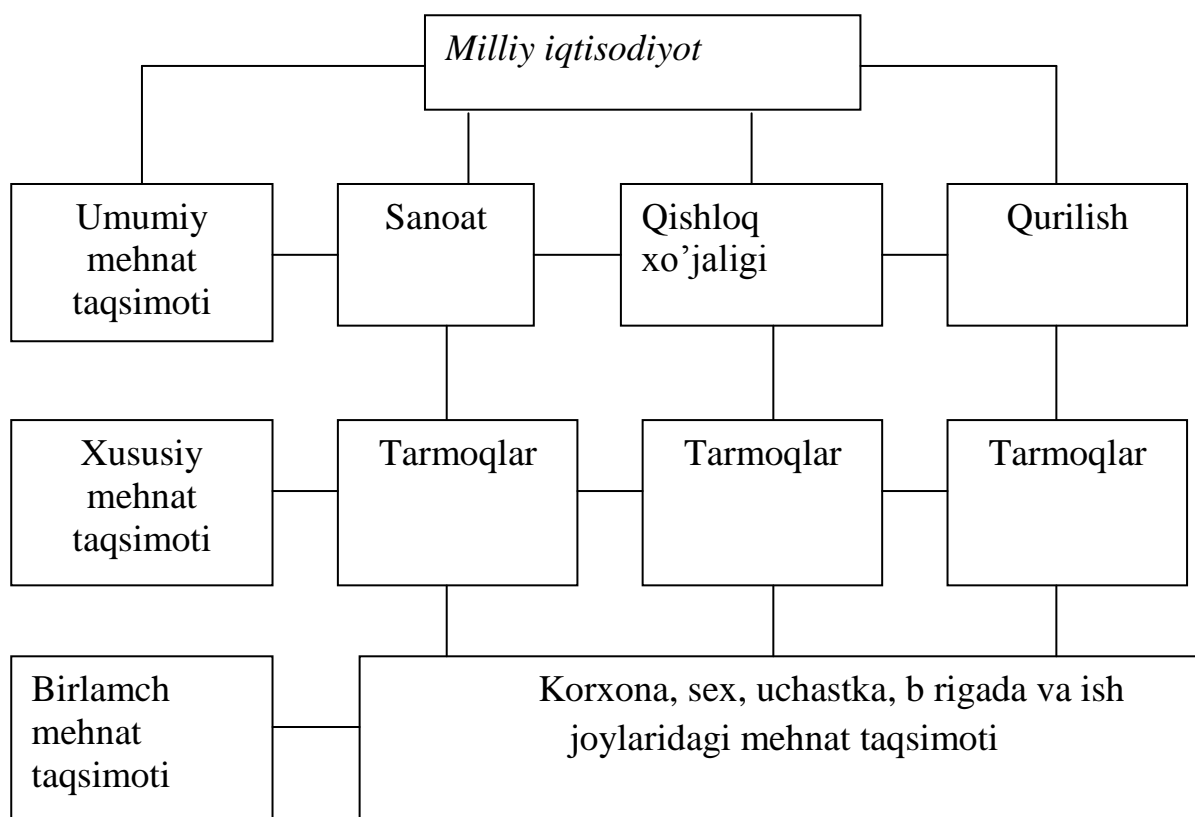 Milliy iqtisodiyot
Umumiy
mehnat
taqsimoti
Sanoat
Qishloq
xo’jaligi
Qurilish
Xususiy
mehnat
taqsimoti
Tarmoqlar
Tarmoqlar
Tarmoqlar
Birlamch
mehnat
taqsimoti
Korxona, sex, uchastka, b rigada va ish
joylaridagi mehnat taqsimoti